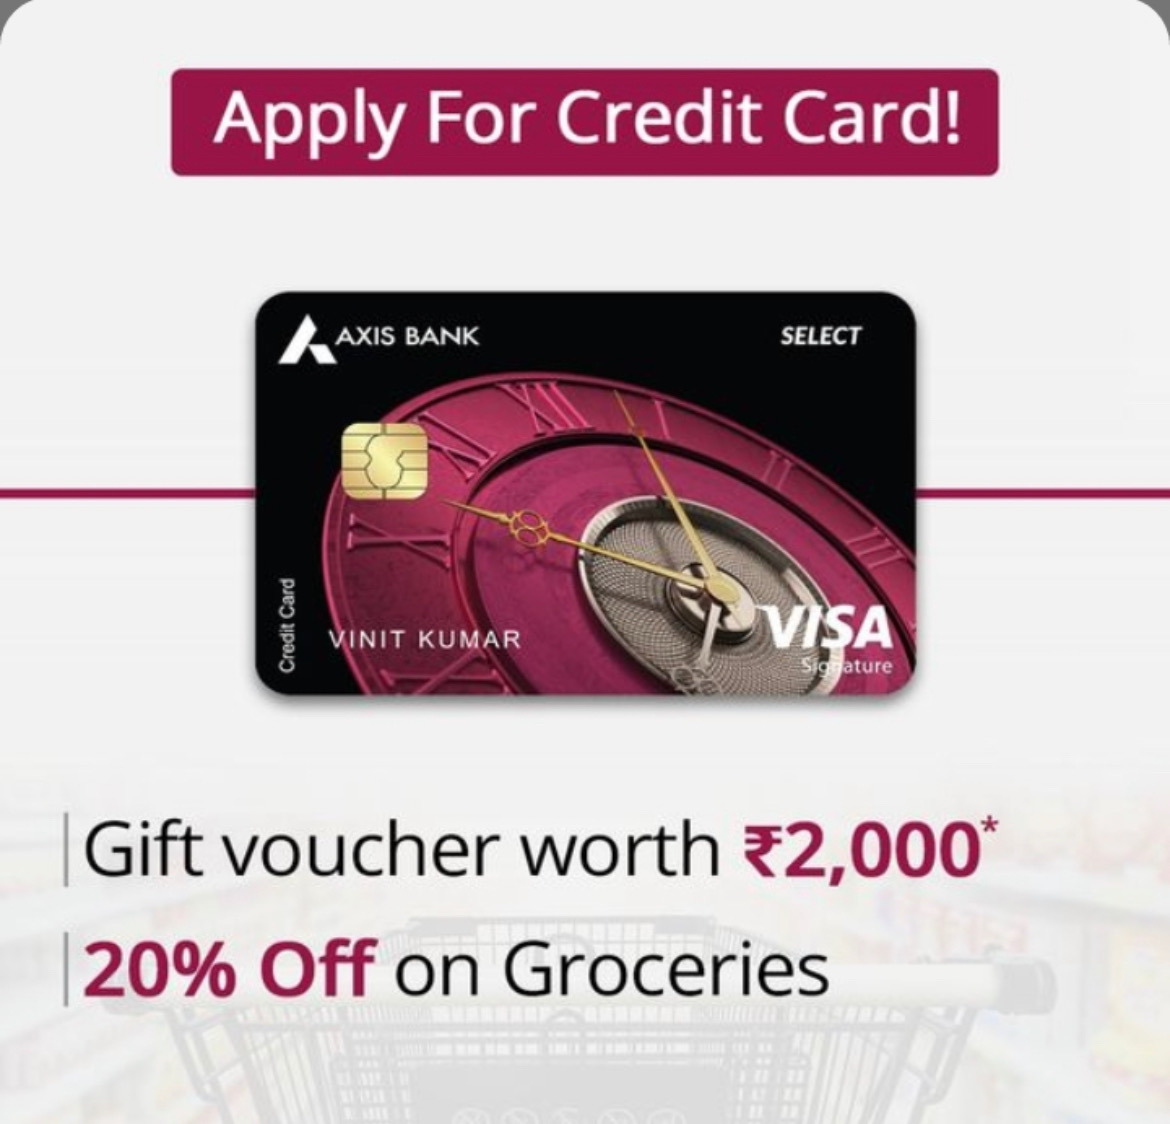 Apply For Credit Card!
AXIS BANK
SELECT
Credit Card
VINIT KUMAR
VISA
Signature
Gift voucher worth ₹2,000*
20% Off on Groceries